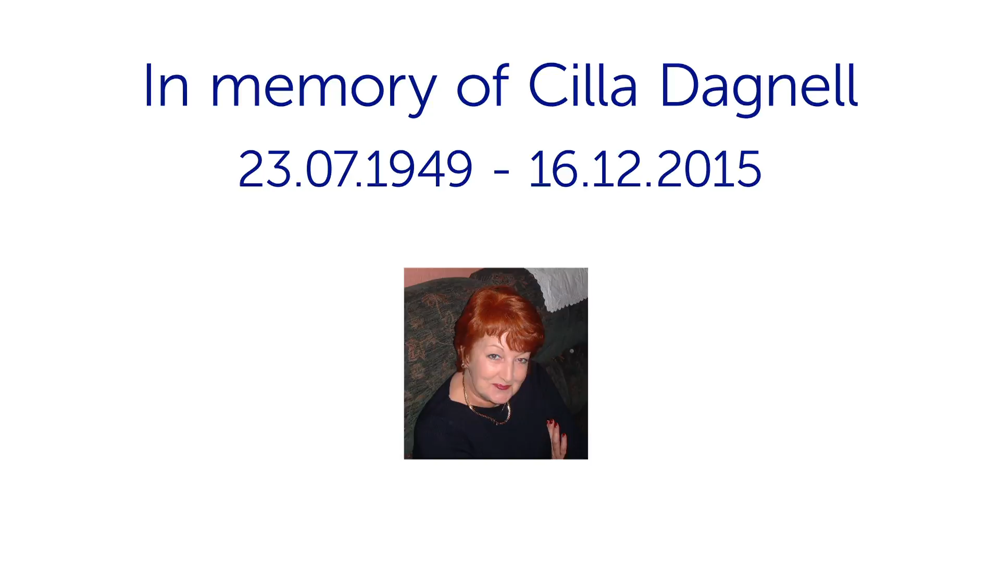 In memory of Cilla Dagnell
23.07.1949 - 16.12.2015